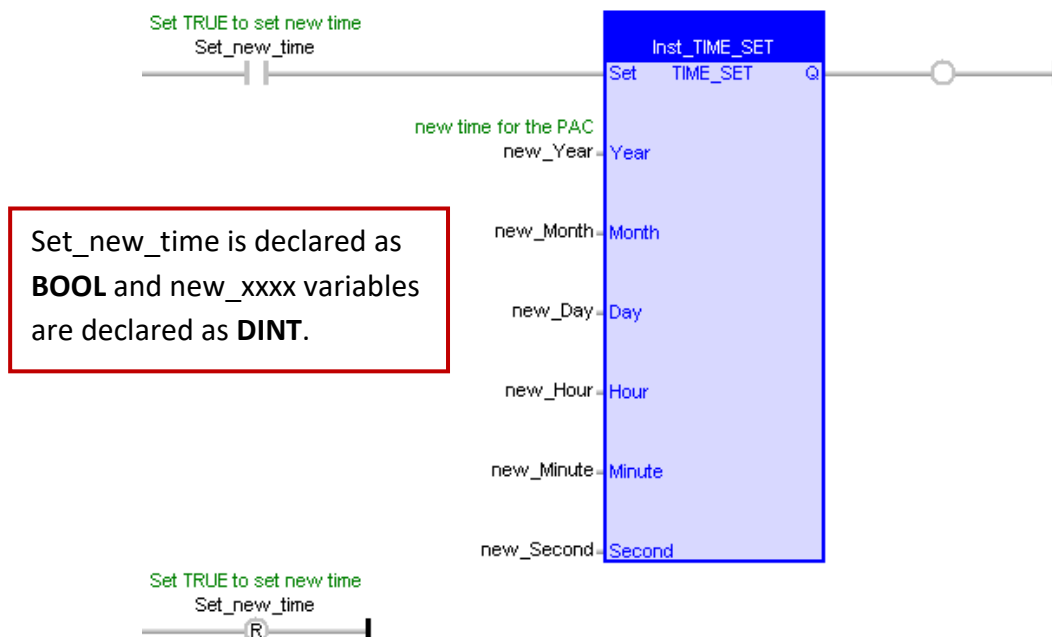 Set TRUE to set new time
Set_new_time
Inst_TIME_SET
Set TIME_SET Q
new time for the PAC
new_Year Year
new_Month Month
Set_new_time is declared as
BOOL and new_xxxx variables
are declared as DINT.
new_Day Day
new_Hour Hour
new_Minute Minute
new_Second Second
Set TRUE to set new time
Set_new_time
R